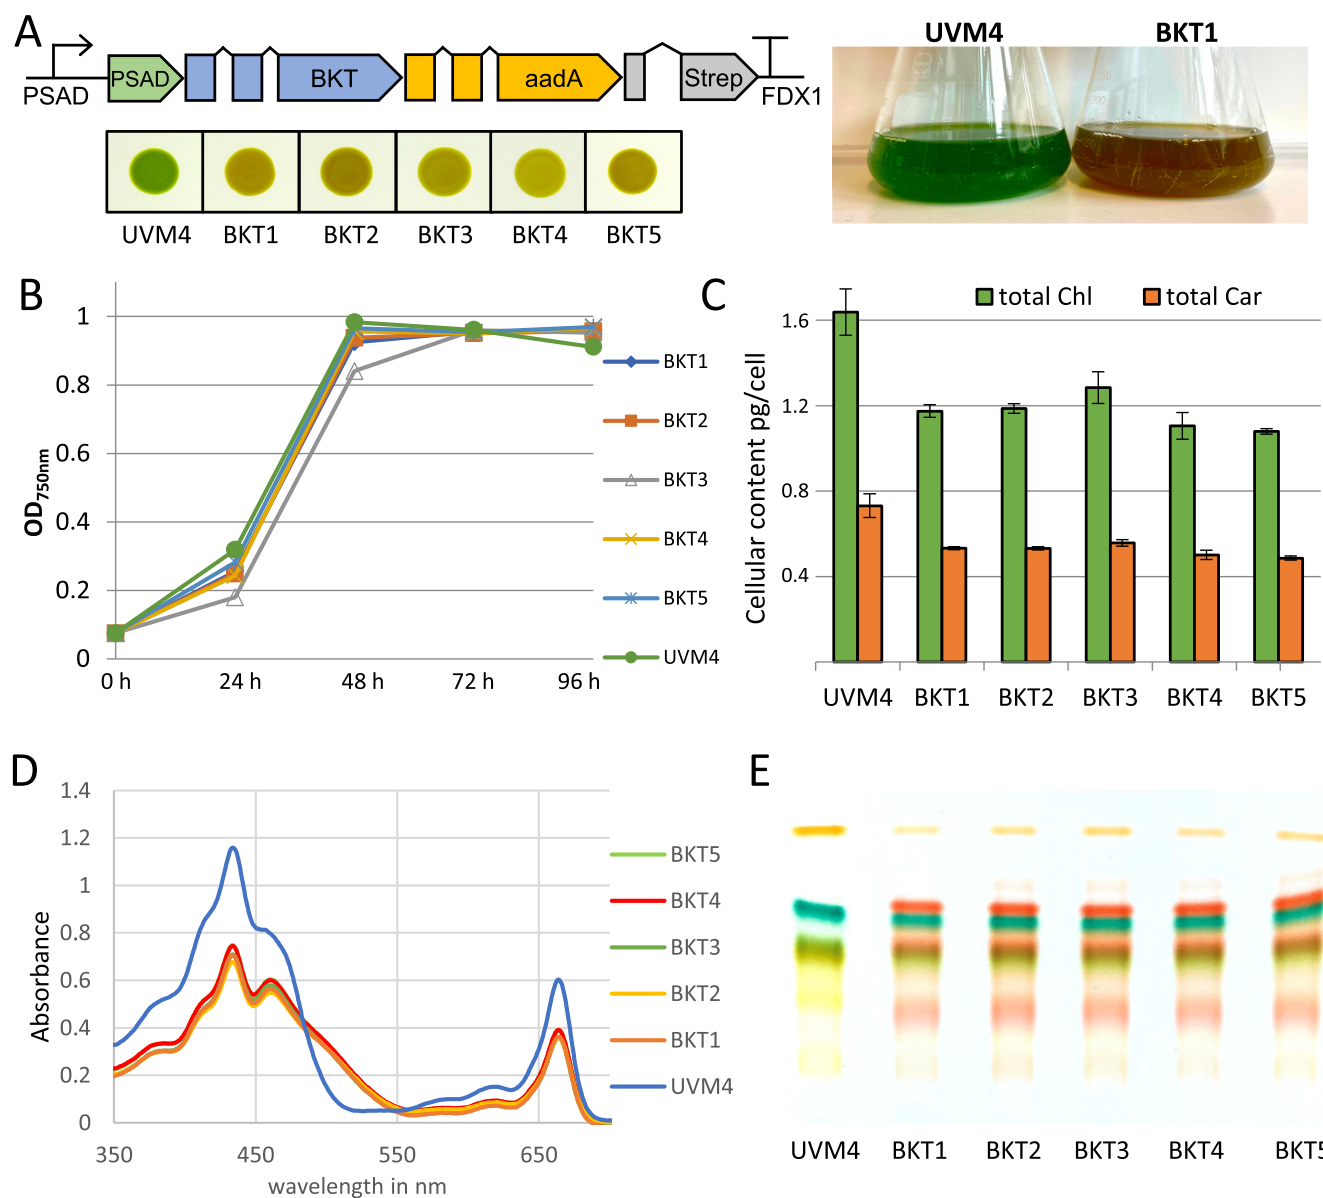 A
PSAD
PSAD
BKT
aadA
Strep
FDX1
UVM4 BKT1
UVM4 BKT1 BKT2 BKT3 BKT4 BKT5
B
OD750nm
1
0.8
0.6
0.4
0.2
0
0 h 24 h 48 h 72 h 96 h
BKT1
BKT2
BKT3
BKT4
BKT5
UVM4
C
total Chl total Car
Cellular content pg/cell
1.6
1.2
0.8
0.4
UVM4 BKT1 BKT2 BKT3 BKT4 BKT5
D
Absorbance
1.4
1.2
1
0.8
0.6
0.4
0.2
0
350 450 550 650
wavelength in nm
BKT5
BKT4
BKT3
BKT2
BKT1
UVM4
E
UVM4 BKT1 BKT2 BKT3 BKT4 BKT5